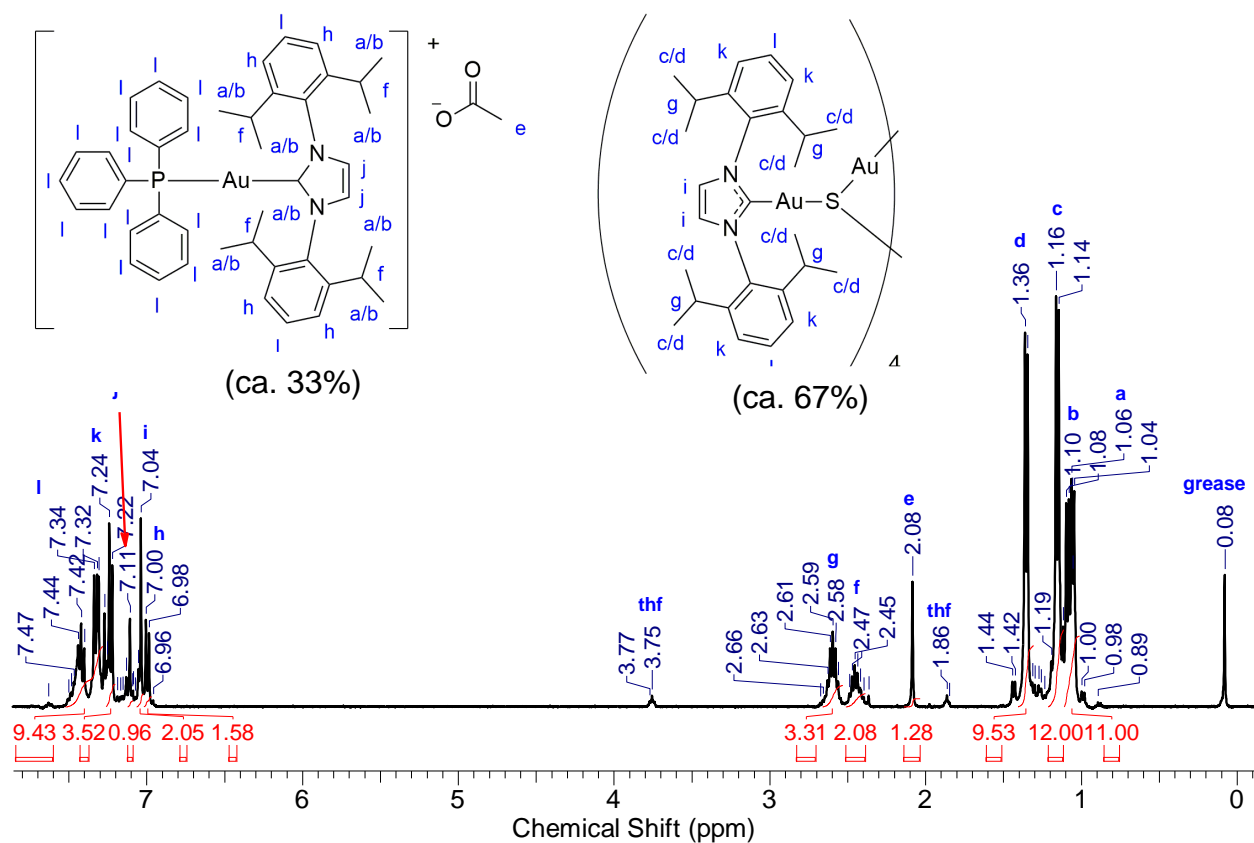 l
h
h
a/b
a/b
f
a/b
f
a/b
a/b
a/b
+
O
−O
e
l
l
l
l
l
l
l
l
l
l
l
l
l
l
P
Au
N
N
j
j
a/b
f
a/b
a/b
f
a/b
h
h
l
(ca. 33%)
c/d
k
l
k
c/d
g
c/d
c/d
g
c/d
N
N
i
i
Au
S
Au
c/d
c/d
c/d
g
c/d
g
c/d
k
k
(ca. 67%)
l
k
i
h
7.47
7.44
7.42
7.34
7.32
7.24
7.22
7.11
7.04
7.00
6.98
6.96
thf
3.77
3.75
g
2.66
2.63
2.61
2.59
2.58
f
2.47
2.45
e
2.08
thf
1.86
1.44
1.42
d
1.36
1.19
c
1.16
1.14
b
a
1.10
1.08
1.06
1.04
1.00
0.98
0.89
grease
0.08
9.43 3.52 0.96 2.05 1.58 3.31 2.08 1.28 9.53 12.00 11.00
7 6 5 4 3 2 1 0
Chemical Shift (ppm)